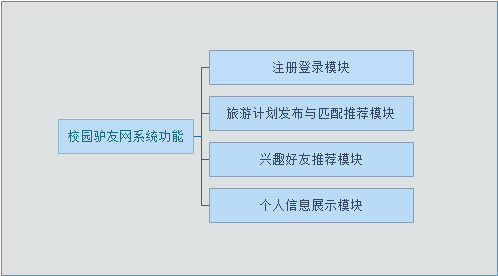 校园驴友网系统功能
注册登录模块
旅游计划发布与匹配推荐模块
兴趣好友推荐模块
个人信息展示模块